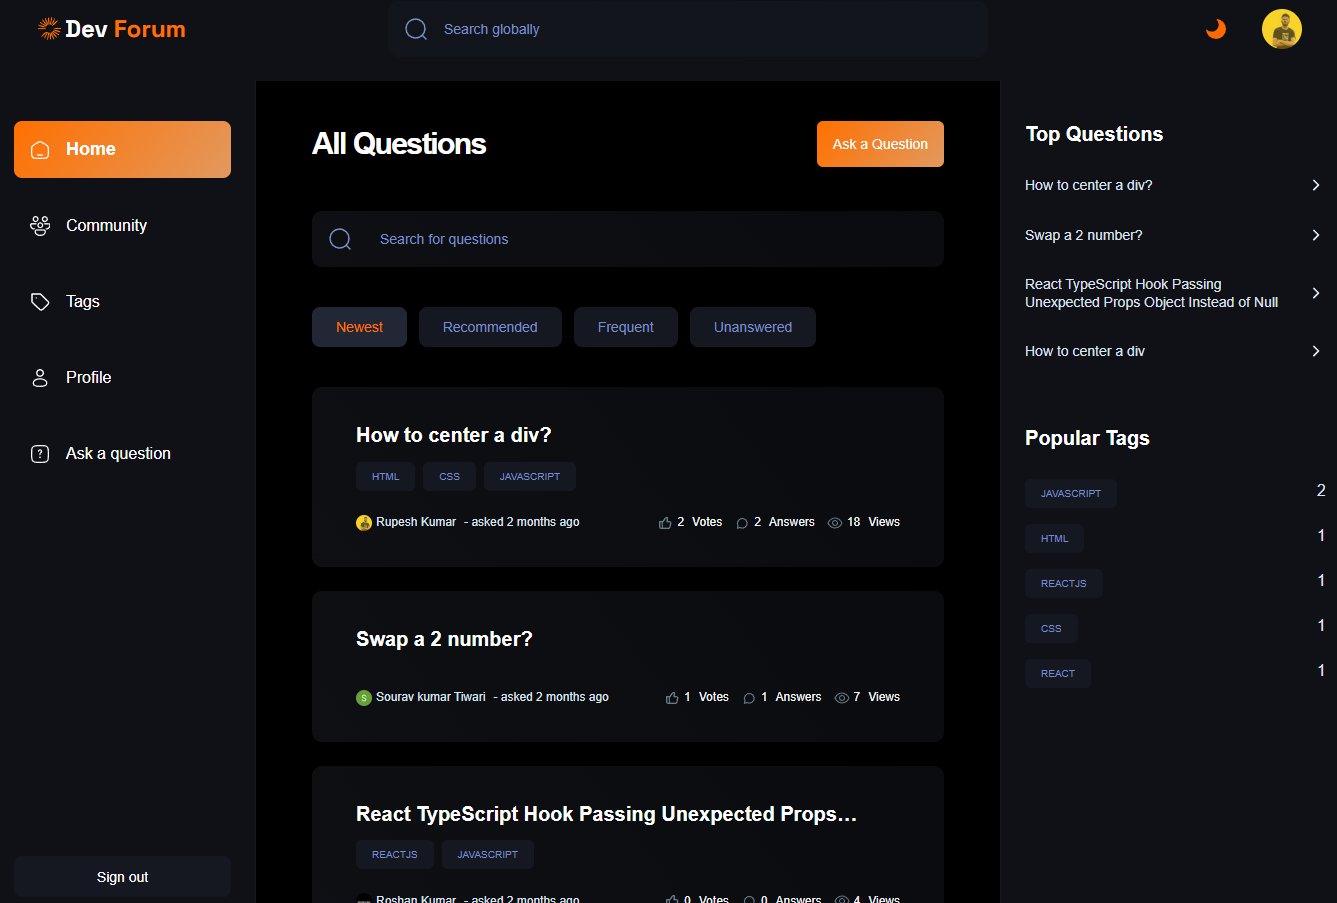 Dev Forum
Search globally
Home
Community
Tags
Profile
Ask a question
Sign out
All Questions
Ask a Question
Search for questions
Newest
Recommended
Frequent
Unanswered
How to center a div?
HTML
CSS
JAVASCRIPT
Rupesh Kumar - asked 2 months ago
2 Votes
2 Answers
18 Views
Swap a 2 number?
S
Sourav kumar Tiwari - asked 2 months ago
1 Votes
1 Answers
7 Views
React TypeScript Hook Passing Unexpected Props...
REACTJS
JAVASCRIPT
Roshan Kumar - asked 2 months ago
0 Votes
0 Answers
4 Views
Top Questions
How to center a div?
Swap a 2 number?
React TypeScript Hook Passing
Unexpected Props Object Instead of Null
How to center a div
Popular Tags
JAVASCRIPT 2
HTML 1
REACTJS 1
CSS 1
REACT 1